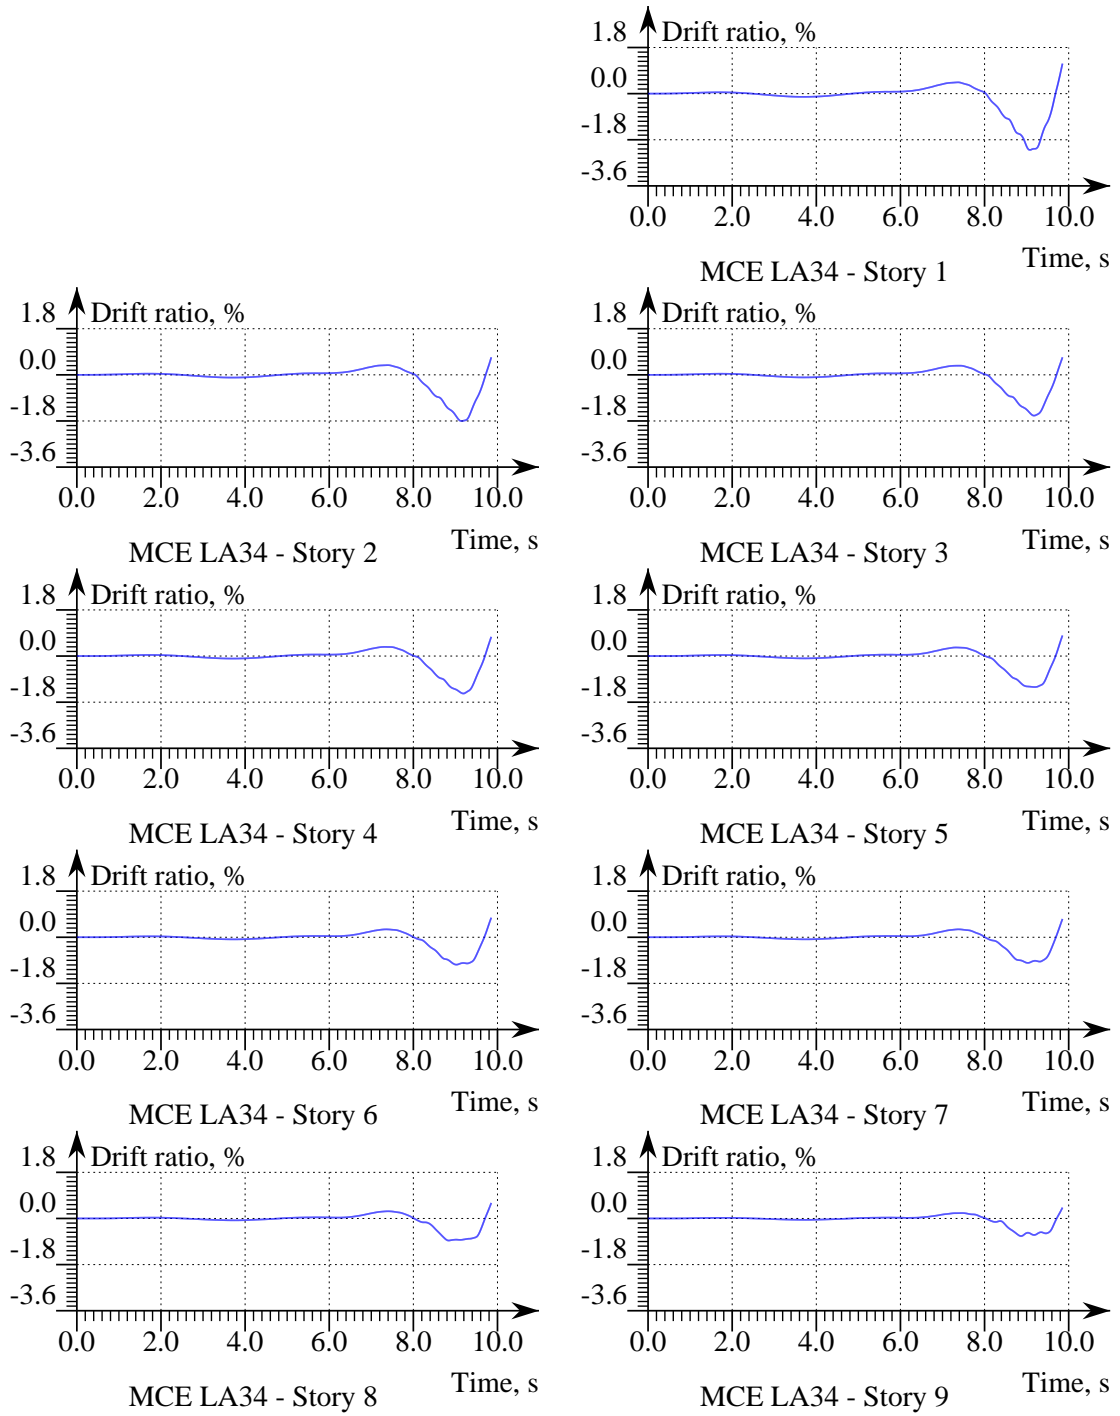 1.8 Drift ratio, %
0.0
-1.8
-3.6
0.0 2.0 4.0 6.0 8.0 10.0
Time, s
MCE LA34 - Story 1
1.8 Drift ratio, %
0.0
-1.8
-3.6
0.0 2.0 4.0 6.0 8.0 10.0
Time, s
MCE LA34 - Story 2
1.8 Drift ratio, %
0.0
-1.8
-3.6
0.0 2.0 4.0 6.0 8.0 10.0
Time, s
MCE LA34 - Story 3
1.8 Drift ratio, %
0.0
-1.8
-3.6
0.0 2.0 4.0 6.0 8.0 10.0
Time, s
MCE LA34 - Story 4
1.8 Drift ratio, %
0.0
-1.8
-3.6
0.0 2.0 4.0 6.0 8.0 10.0
Time, s
MCE LA34 - Story 5
1.8 Drift ratio, %
0.0
-1.8
-3.6
0.0 2.0 4.0 6.0 8.0 10.0
Time, s
MCE LA34 - Story 6
1.8 Drift ratio, %
0.0
-1.8
-3.6
0.0 2.0 4.0 6.0 8.0 10.0
Time, s
MCE LA34 - Story 7
1.8 Drift ratio, %
0.0
-1.8
-3.6
0.0 2.0 4.0 6.0 8.0 10.0
Time, s
MCE LA34 - Story 8
1.8 Drift ratio, %
0.0
-1.8
-3.6
0.0 2.0 4.0 6.0 8.0 10.0
Time, s
MCE LA34 - Story 9